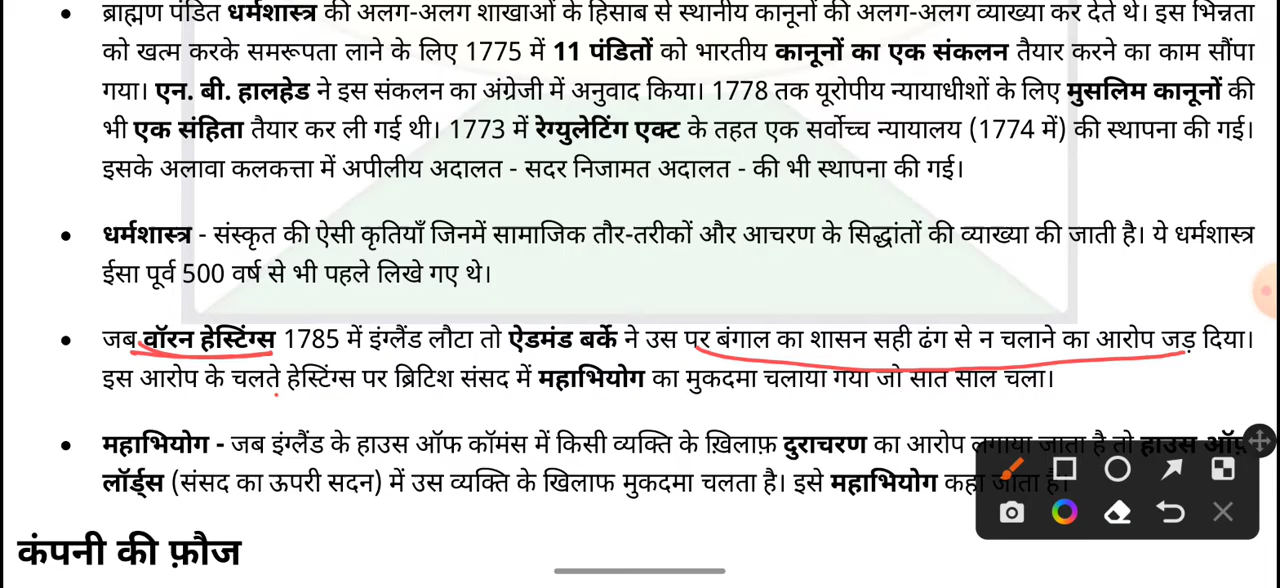 ब्राह्मण पंडित धर्मशास्त्र की अलग-अलग शाखाओं के हिसाब से स्थानीय कानूनों की अलग-अलग व्याख्या कर देते थे। इस भिन्नता
को खत्म करके समरूपता लाने के लिए 1775 में 11 पंडितों को भारतीय कानूनों का एक संकलन तैयार करने का काम सौंपा
गया। एन. बी. हालहेड ने इस संकलन का अंग्रेजी में अनुवाद किया। 1778 तक यूरोपीय न्यायाधीशों के लिए मुसलिम कानूनों की
भी एक संहिता तैयार कर ली गई थी। 1773 में रेग्युलेटिंग एक्ट के तहत एक सर्वोच्च न्यायालय (1774 में) की स्थापना की गई।
इसके अलावा कलकत्ता में अपीलीय अदालत - सदर निजामत अदालत - की भी स्थापना की गई।
धर्मशास्त्र - संस्कृत की ऐसी कृतियाँ जिनमें सामाजिक तौर-तरीकों और आचरण के सिद्धांतों की व्याख्या की जाती है। ये धर्मशास्त्र
ईसा पूर्व 500 वर्ष से भी पहले लिखे गए थे।
जब वॉरन हेस्टिंग्स 1785 में इंग्लैंड लौटा तो ऐडमंड बर्के ने उस पर बंगाल का शासन सही ढंग से न चलाने का आरोप जड़ दिया।
इस आरोप के चलते हेस्टिंग्स पर ब्रिटिश संसद में महाभियोग का मुकदमा चलाया गया जो सात साल चला।
महाभियोग - जब इंग्लैंड के हाउस ऑफ कॉमंस में किसी व्यक्ति के ख़िलाफ़ दुराचरण का आरोप लगाया जाता है तो हाउस ऑफ़
लॉर्ड्स (संसद का ऊपरी सदन) में उस व्यक्ति के खिलाफ मुकदमा चलता है। इसे महाभियोग कहा जाता है।
कंपनी की फ़ौज